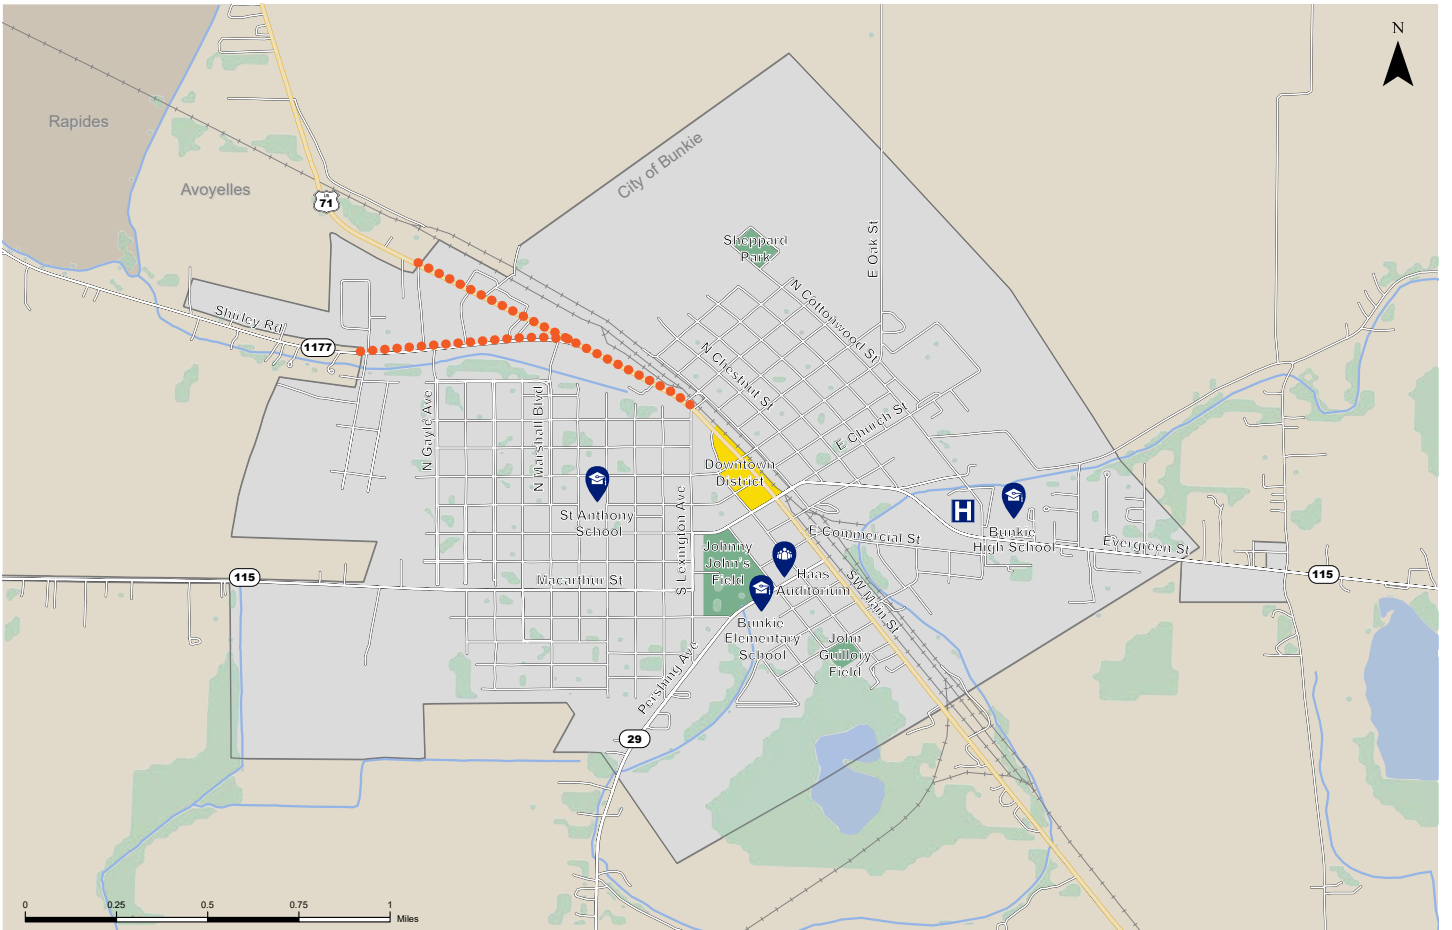 N
Rapides
City of Bunkie
Avoyelles
US
71
Sheppard
Park
E Oak St
N Cottonwood St
Shirley Rd
1177
N Chestnut St
N Gayle Ave
N Marshall Blvd
E Church St
Downtown
District
St Anthony
School
S Lexington Ave
H
Bunkie
High School
E Commercial St
Evergreen St
Johnny
John's
Field
Haas
Auditorium
115
Macarthur St
115
SW Main St
Bunkie
Elementary
School
John
Guillory
Field
Pershing Ave
29
0
0.25
0.5
0.75
1
Miles